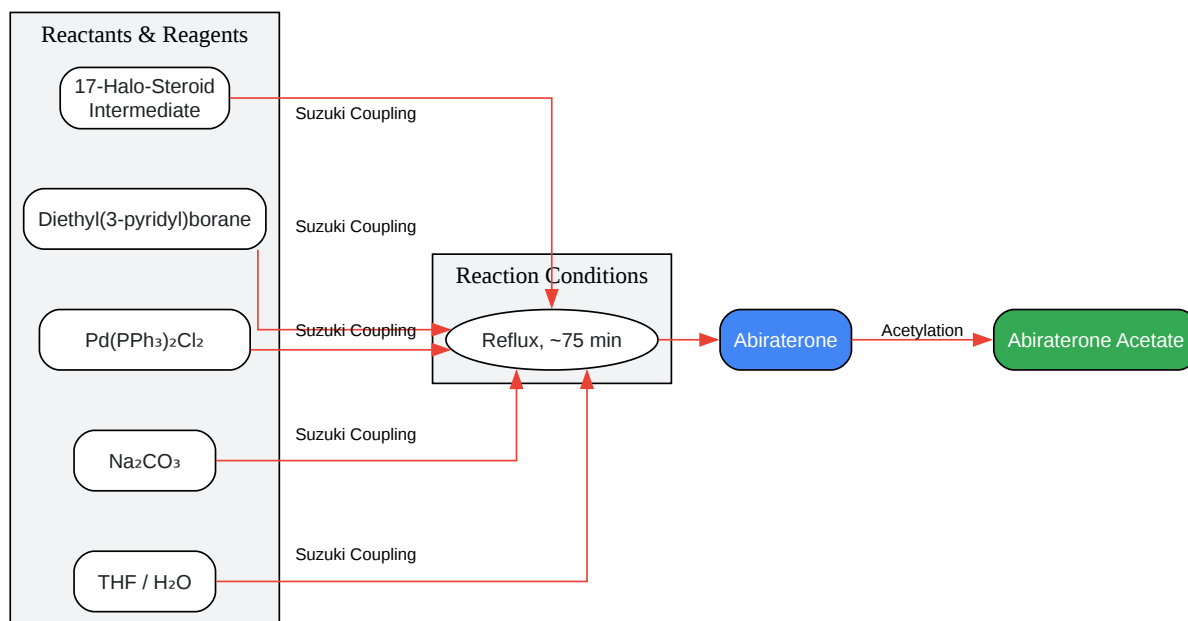 Reactants & Reagents
17-Halo-Steroid
Intermediate
Suzuki Coupling
Diethyl(3-pyridyl)borane
Suzuki Coupling
Reaction Conditions
Pd(PPh₃)₂Cl₂
Suzuki Coupling
Reflux, ~75 min
Abiraterone
Acetylation
Abiraterone Acetate
Na₂CO₃
Suzuki Coupling
THF / H₂O
Suzuki Coupling